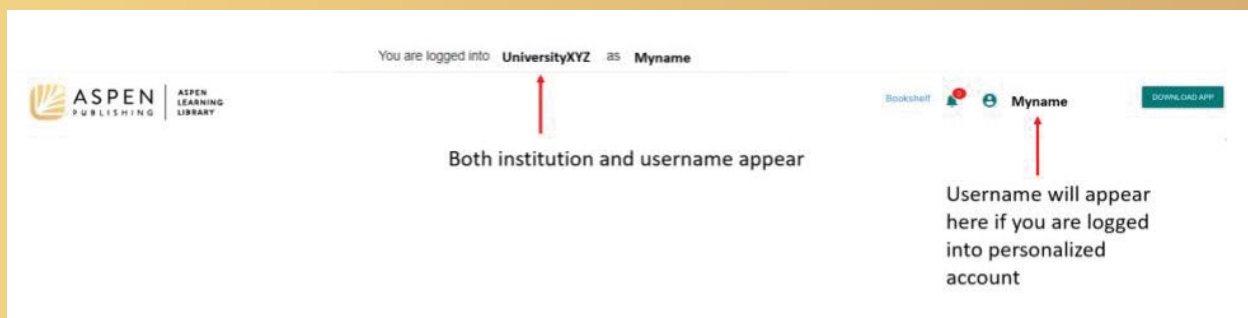 You are logged into UniversityXYZ as Myname
ASPEN
PUBLISHING
ASPEN
LEARNING
LIBRARY
Bookshelf
0
Myname
DOWNLOAD APP
Both institution and username appear
Username will appear
here if you are logged
into personalized
account